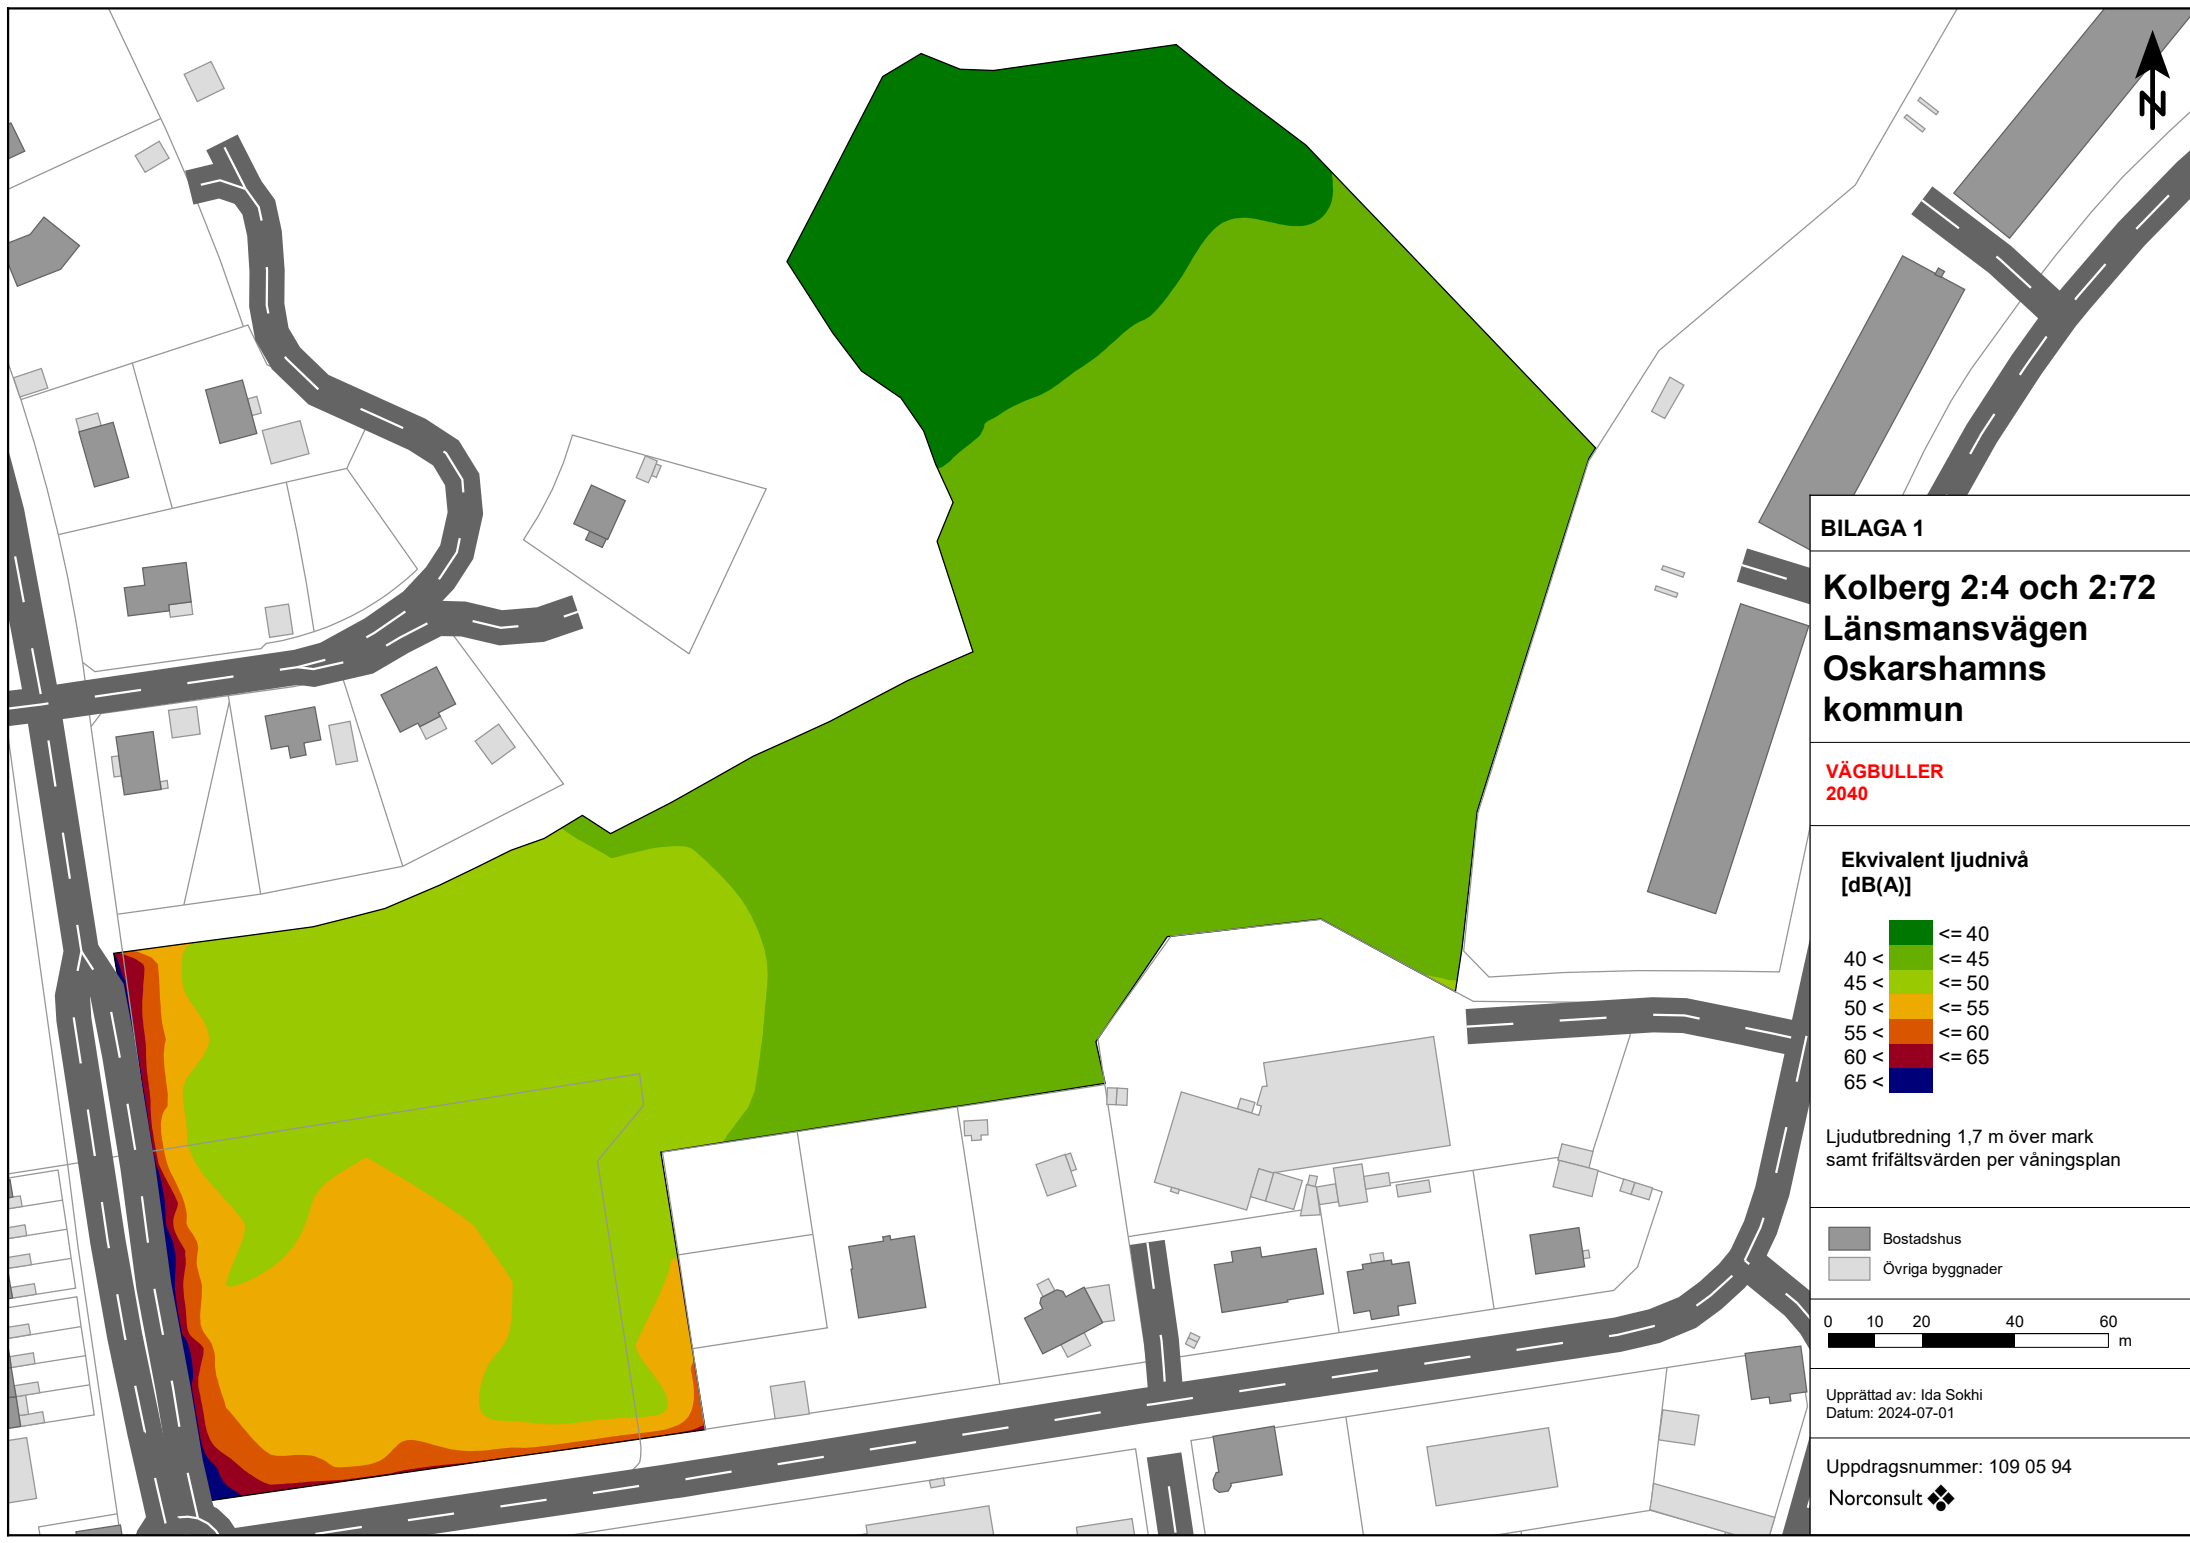 N
BILAGA 1
Kolberg 2:4 och 2:72
Länsmansvägen
Oskarshamns
kommun
VÄGBULLER
2040
Ekvivalent ljudnivå
[dB(A)]
<= 40
40 < <= 45
45 < <= 50
50 < <= 55
55 < <= 60
60 < <= 65
65 <
Ljudutbredning 1,7 m över mark
samt frifältsvärden per våningsplan
Bostadshus
Övriga byggnader
0 10 20 40 60
m
Upprättad av: Ida Sokhi
Datum: 2024-07-01
Uppdragsnummer: 109 05 94
Norconsult